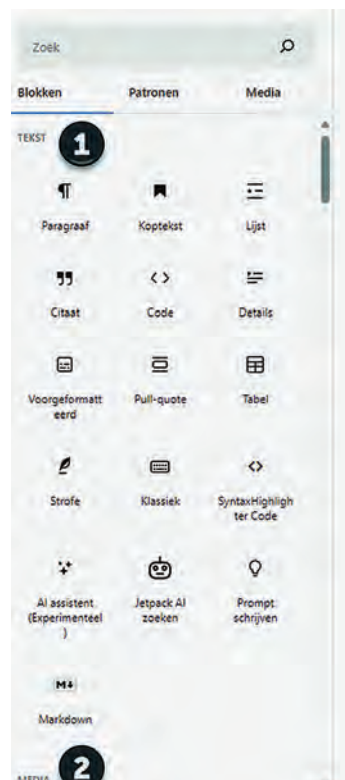 Zoek
Blokken Patronen Media
TEKST 1
Paragraaf Koptekst Lijst
Citaat Code Details
Voorgeformatt
eerd
Pull-quote Tabel
Strofe Klassiek SyntaxHighligh
ter Code
AI assistent
(Experimenteel
)
Jetpack AI
zoeken
Prompt
schrijven
M↓
Markdown
MEDIA 2